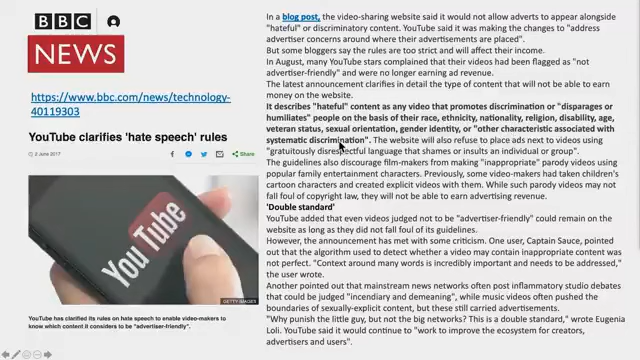 BBC
NEWS
https://www.bbc.com/news/technology-
40119303
YouTube clarifies 'hate speech' rules
2 June 2017
Share
You Tube
GETTY IMAGES
YouTube has clarified its rules on hate speech to enable video-makers to
know which content it considers to be "advertiser-friendly".
In a blog post, the video-sharing website said it would not allow adverts to appear alongside
"hateful" or discriminatory content. YouTube said it was making the changes to "address
advertiser concerns around where their advertisements are placed".
But some bloggers say the rules are too strict and will affect their income.
In August, many YouTube stars complained that their videos had been flagged as "not
advertiser-friendly" and were no longer earning ad revenue.
The latest announcement clarifies in detail the type of content that will not be able to earn
money on the website.
It describes "hateful" content as any video that promotes discrimination or "disparages or
humiliates" people on the basis of their race, ethnicity, nationality, religion, disability, age,
veteran status, sexual orientation, gender identity, or "other characteristic associated with
systematic discrimination". The website will also refuse to place ads next to videos using
"gratuitously disrespectful language that shames or insults an individual or group".
The guidelines also discourage film-makers from making "inappropriate" parody videos using
popular family entertainment characters. Previously, some video-makers had taken children's
cartoon characters and created explicit videos with them. While such parody videos may not
fall foul of copyright law, they will not be able to earn advertising revenue.
'Double standard'
YouTube added that even videos judged not to be "advertiser-friendly" could remain on the
website as long as they did not fall foul of its guidelines.
However, the announcement has met with some criticism. One user, Captain Sauce, pointed
out that the algorithm used to detect whether a video may contain inappropriate content was
not perfect. "Context around many words is incredibly important and needs to be addressed,"
the user wrote.
Another pointed out that mainstream news networks often post inflammatory studio debates
that could be judged "incendiary and demeaning", while music videos often pushed the
boundaries of sexually-explicit content, but these still carried advertisements.
"Why punish the little guy, but not the big networks? This is a double standard," wrote Eugenia
Loli. YouTube said it would continue to "work to improve the ecosystem for creators,
advertisers and users".